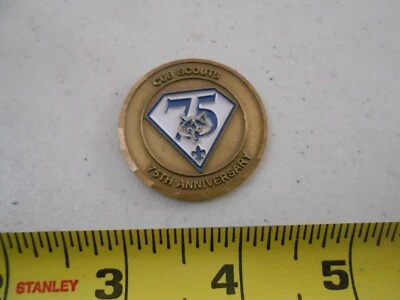 CUB SCOUTS
75
75TH ANNIVERSARY
STANLEY 3 4 5